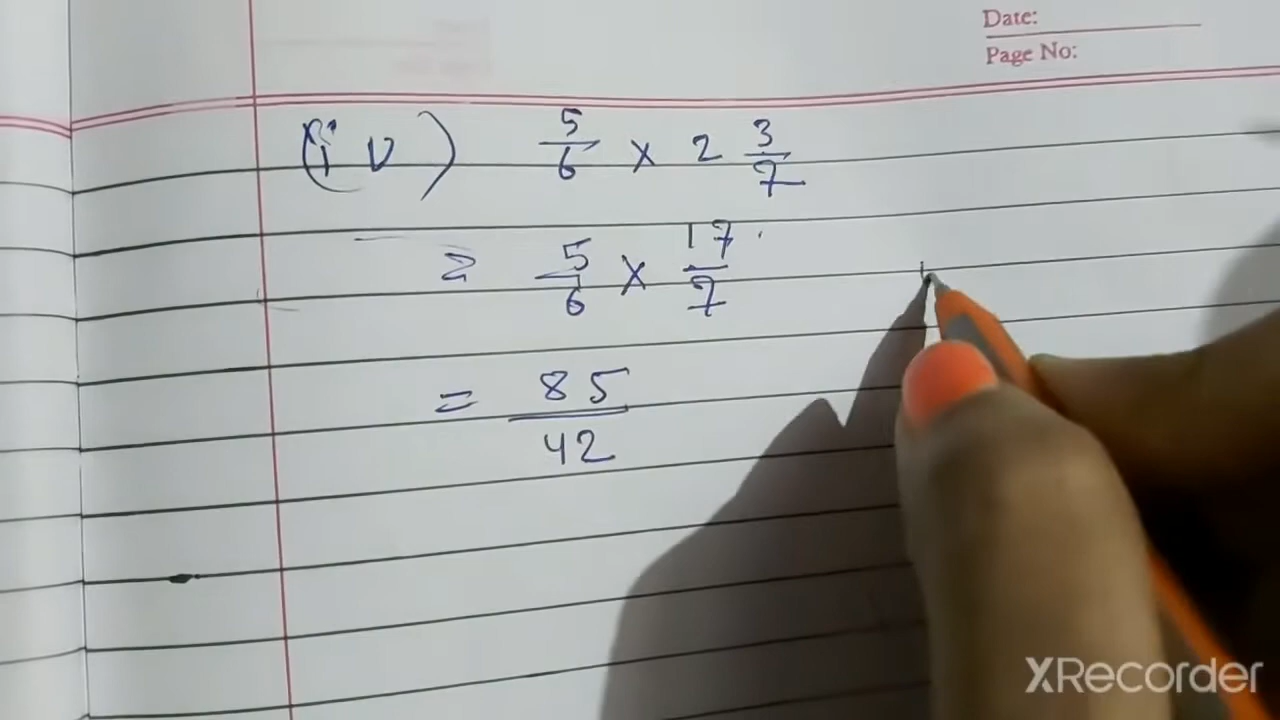 Date:
Page No:
(iv) 5/6 × 2 3/7
= 5/6 × 17/7
= 85/42
XRecorder